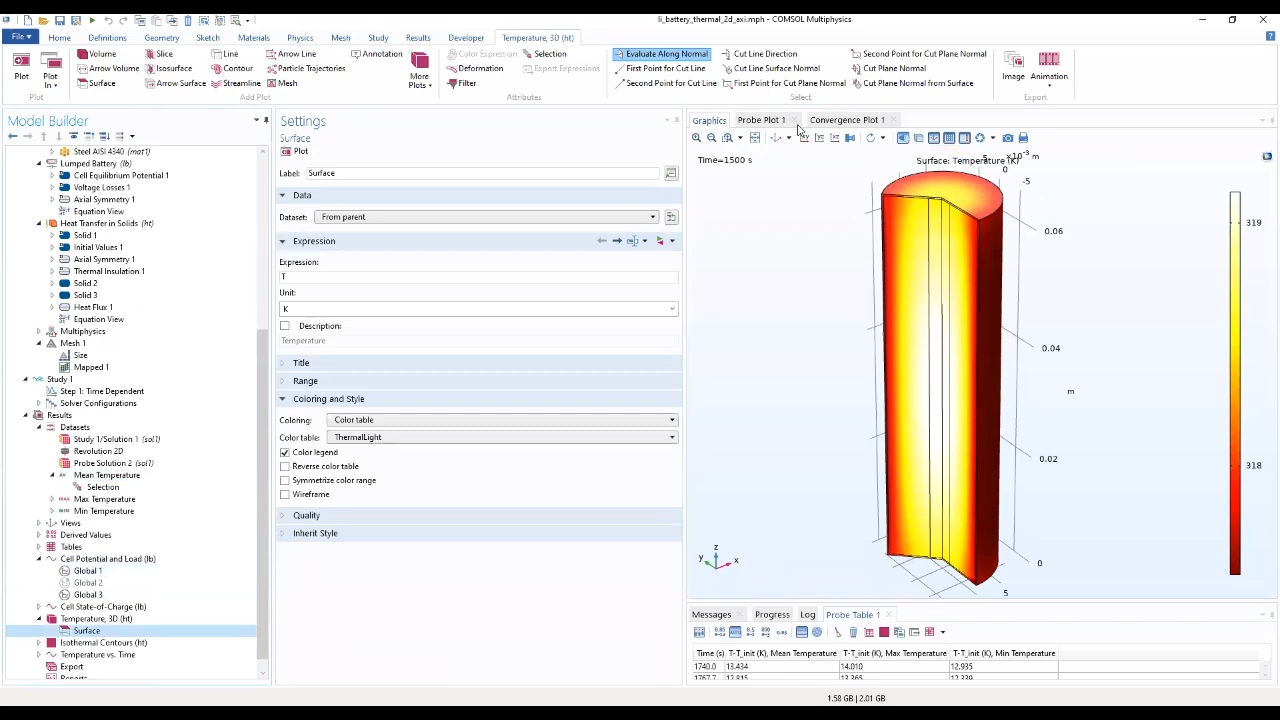 li_battery_thermal_2d_axi.mph - COMSOL Multiphysics
File Home Definitions Geometry Sketch Materials Physics Mesh Study Results Developer Temperature, 3D (ht)
Volume Slice Line Arrow Line Annotation Color Expression Selection Evaluate Along Normal Cut Line Direction Second Point for Cut Plane Normal
Arrow Volume Isosurface Contour Particle Trajectories Deformation Export Expressions First Point for Cut Line Cut Line Surface Normal Cut Plane Normal
Surface Arrow Surface Streamline Mesh Filter Second Point for Cut Line First Point for Cut Plane Normal Cut Plane Normal from Surface
Plot Plot In More Plots Image Animation
Plot Add Plot Attributes Select Export
Model Builder
Steel AISI 4340 (mat1)
Lumped Battery (lb)
Cell Equilibrium Potential 1
Voltage Losses 1
Axial Symmetry 1
Equation View
Heat Transfer in Solids (ht)
Solid 1
Initial Values 1
Axial Symmetry 1
Thermal Insulation 1
Solid 2
Solid 3
Heat Flux 1
Equation View
Multiphysics
Mesh 1
Size
Mapped 1
Study 1
Step 1: Time Dependent
Solver Configurations
Results
Datasets
Study 1/Solution 1 (sol1)
Revolution 2D
Probe Solution 2 (sol1)
Mean Temperature
Selection
Max Temperature
Min Temperature
Views
Derived Values
Tables
Cell Potential and Load (lb)
Global 1
Global 2
Global 3
Cell State-of-Charge (lb)
Temperature, 3D (ht)
Surface
Isothermal Contours (ht)
Temperature vs. Time
Export
Settings
Surface
Plot
Label: Surface
Data
Dataset: From parent
Expression
Expression:
T
Unit:
K
Description:
Temperature
Title
Range
Coloring and Style
Coloring: Color table
Color table: ThermalLight
Color legend
Reverse color table
Symmetrize color range
Wireframe
Quality
Inherit Style
Graphics Probe Plot 1 Convergence Plot 1
Time=1500 s Surface: Temperature (K)
×10⁻³ m
5
0
-5
0.06
0.04
m
0.02
0
5
319
318
z
y x
Messages Progress Log Probe Table 1
Time (s) T-T_init (K), Mean Temperature T-T_init (K), Max Temperature T-T_init (K), Min Temperature
1740.0 13.434 14.010 12.935
1767.7 12.815 13.365 12.339
1.58 GB | 2.01 GB